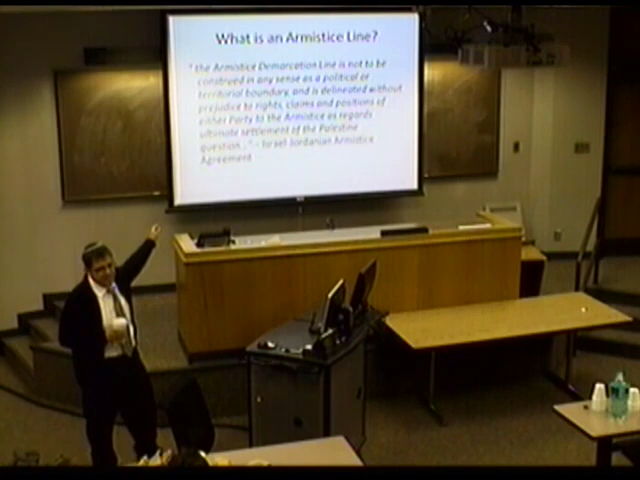 What is an Armistice Line?
" the Armistice Demarcation Line is not to be
construed in any sense as a political or
territorial boundary, and is delineated without
prejudice to rights, claims and positions of
either Party to the Armistice as regards
ultimate settlement of the Palestine
question..." - Israel-Jordanian Armistice
Agreement